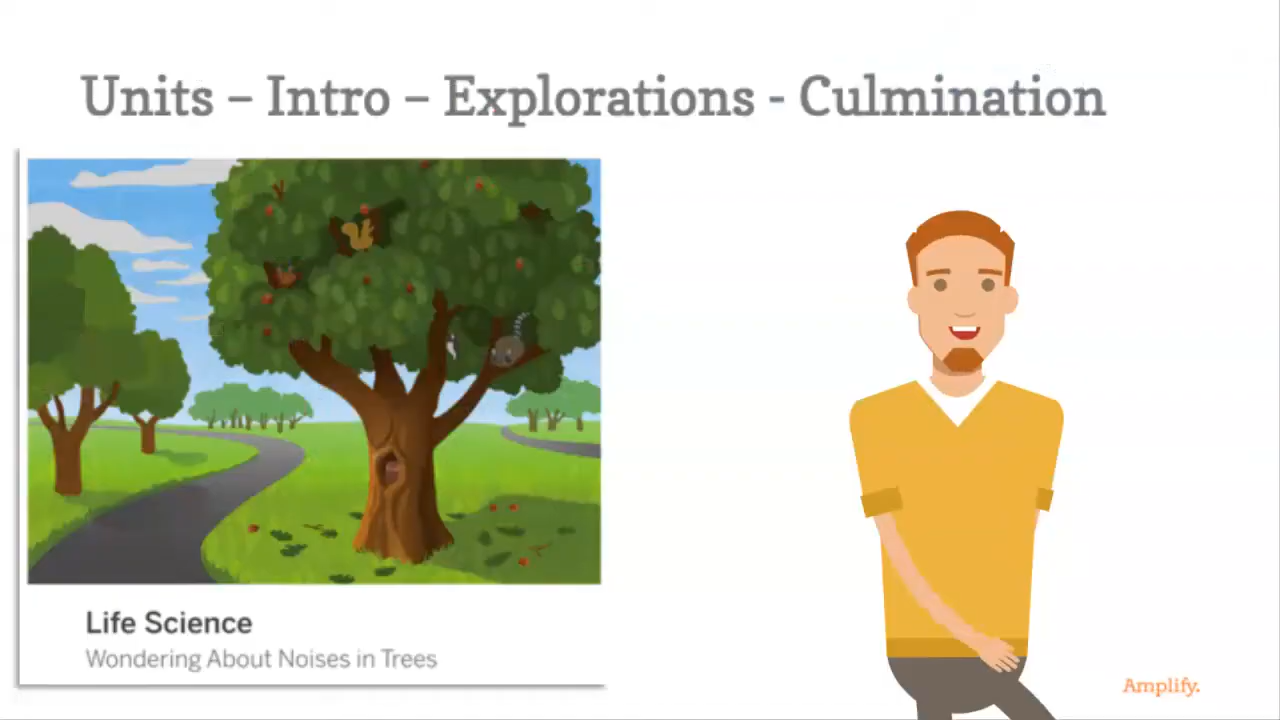 Units – Intro – Explorations - Culmination
Life Science
Wondering About Noises in Trees
Amplify.